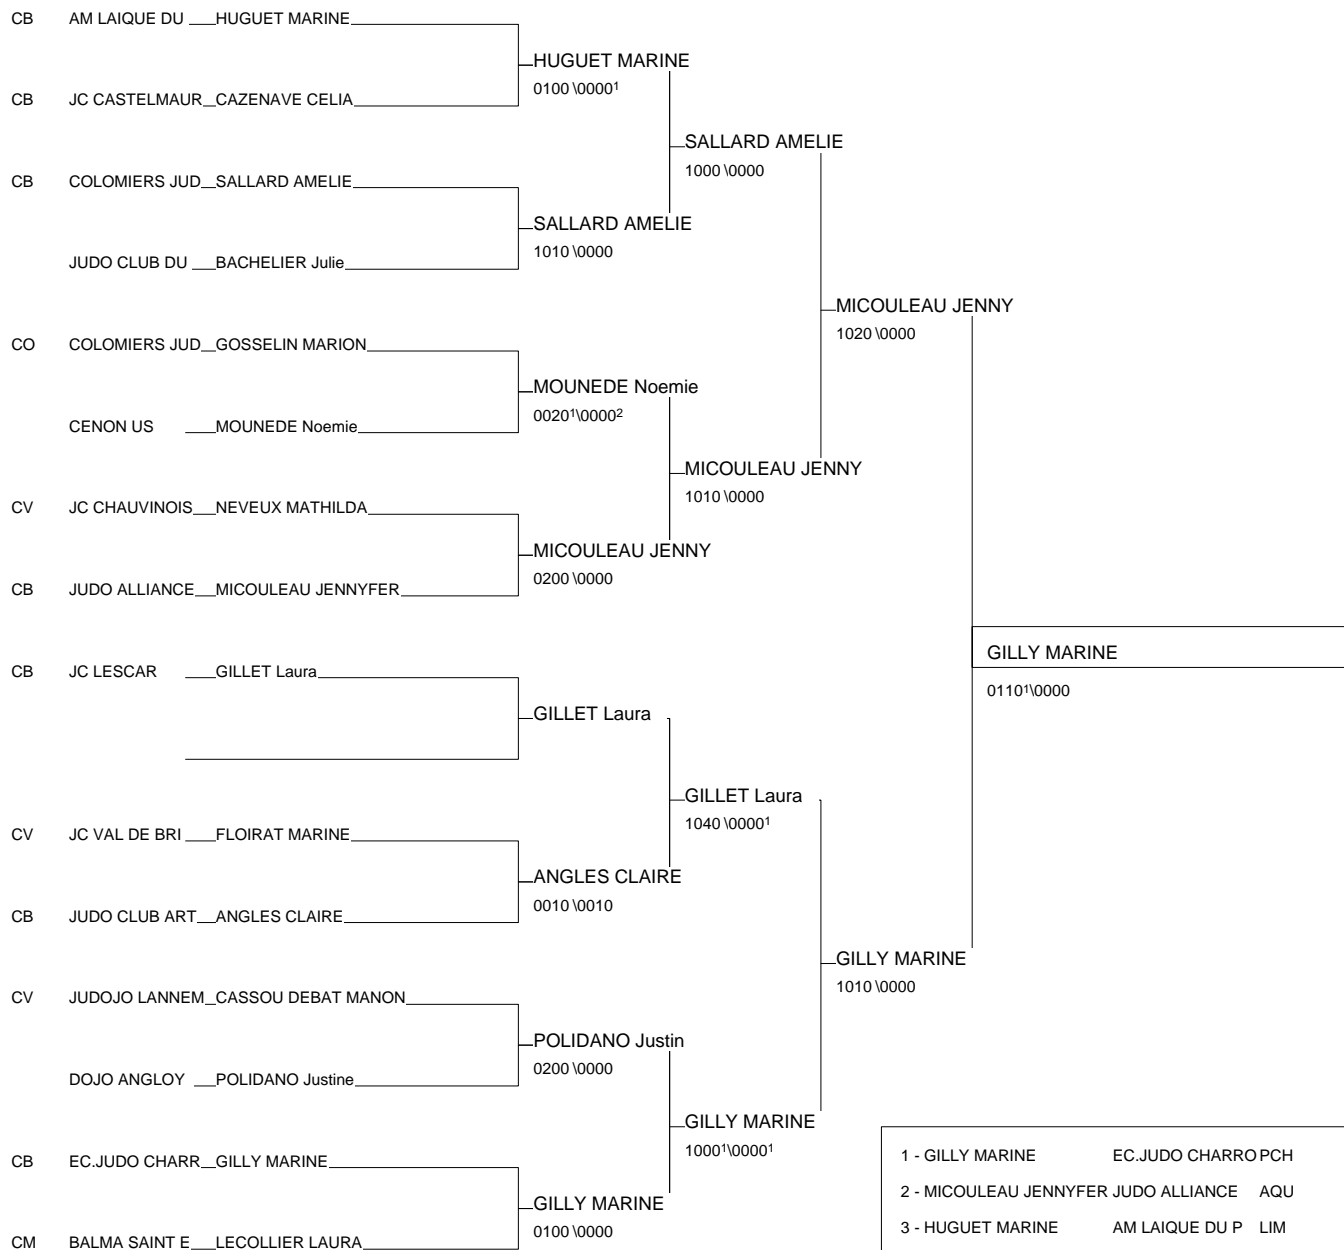 CB AM LAIQUE DU HUGUET MARINE
HUGUET MARINE
0100 \0000¹
CB JC CASTELMAUR CAZENAVE CELIA
SALLARD AMELIE
1000 \0000
CB COLOMIERS JUD SALLARD AMELIE
SALLARD AMELIE
1010 \0000
JUDO CLUB DU BACHELIER Julie
MICOULEAU JENNY
1020 \0000
CO COLOMIERS JUD GOSSELIN MARION
MOUNEDE Noemie
0020¹\0000²
CENON US MOUNEDE Noemie
MICOULEAU JENNY
1010 \0000
CV JC CHAUVINOIS NEVEUX MATHILDA
MICOULEAU JENNY
0200 \0000
CB JUDO ALLIANCE MICOULEAU JENNYFER
GILLY MARINE
0110¹\0000
CB JC LESCAR GILLET Laura
GILLET Laura
GILLET Laura
1040 \0000¹
CV JC VAL DE BRI FLOIRAT MARINE
ANGLES CLAIRE
0010 \0010
CB JUDO CLUB ART ANGLES CLAIRE
GILLY MARINE
1010 \0000
CV JUDOJO LANNEM CASSOU DEBAT MANON
POLIDANO Justin
0200 \0000
DOJO ANGLOY POLIDANO Justine
GILLY MARINE
1000¹\0000¹
CB EC.JUDO CHARR GILLY MARINE
GILLY MARINE
0100 \0000
CM BALMA SAINT E LECOLLIER LAURA
1 - GILLY MARINE EC.JUDO CHARRO PCH
2 - MICOULEAU JENNYFER JUDO ALLIANCE AQU
3 - HUGUET MARINE AM LAIQUE DU P LIM